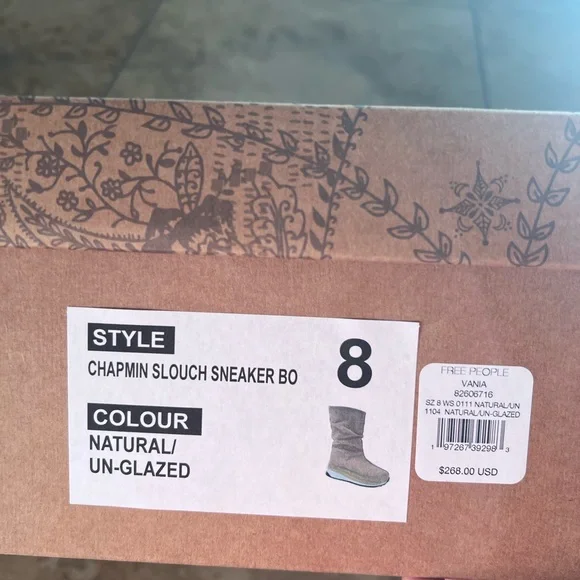 STYLE
CHAPMIN SLOUCH SNEAKER BO
8
COLOUR
NATURAL/
UN-GLAZED
FREE PEOPLE
VANIA
82606716
SZ 8 WS 0111 NATURAL/UN
1104 NATURAL/UN-GLAZED
1 97267 39298 3
$268.00 USD